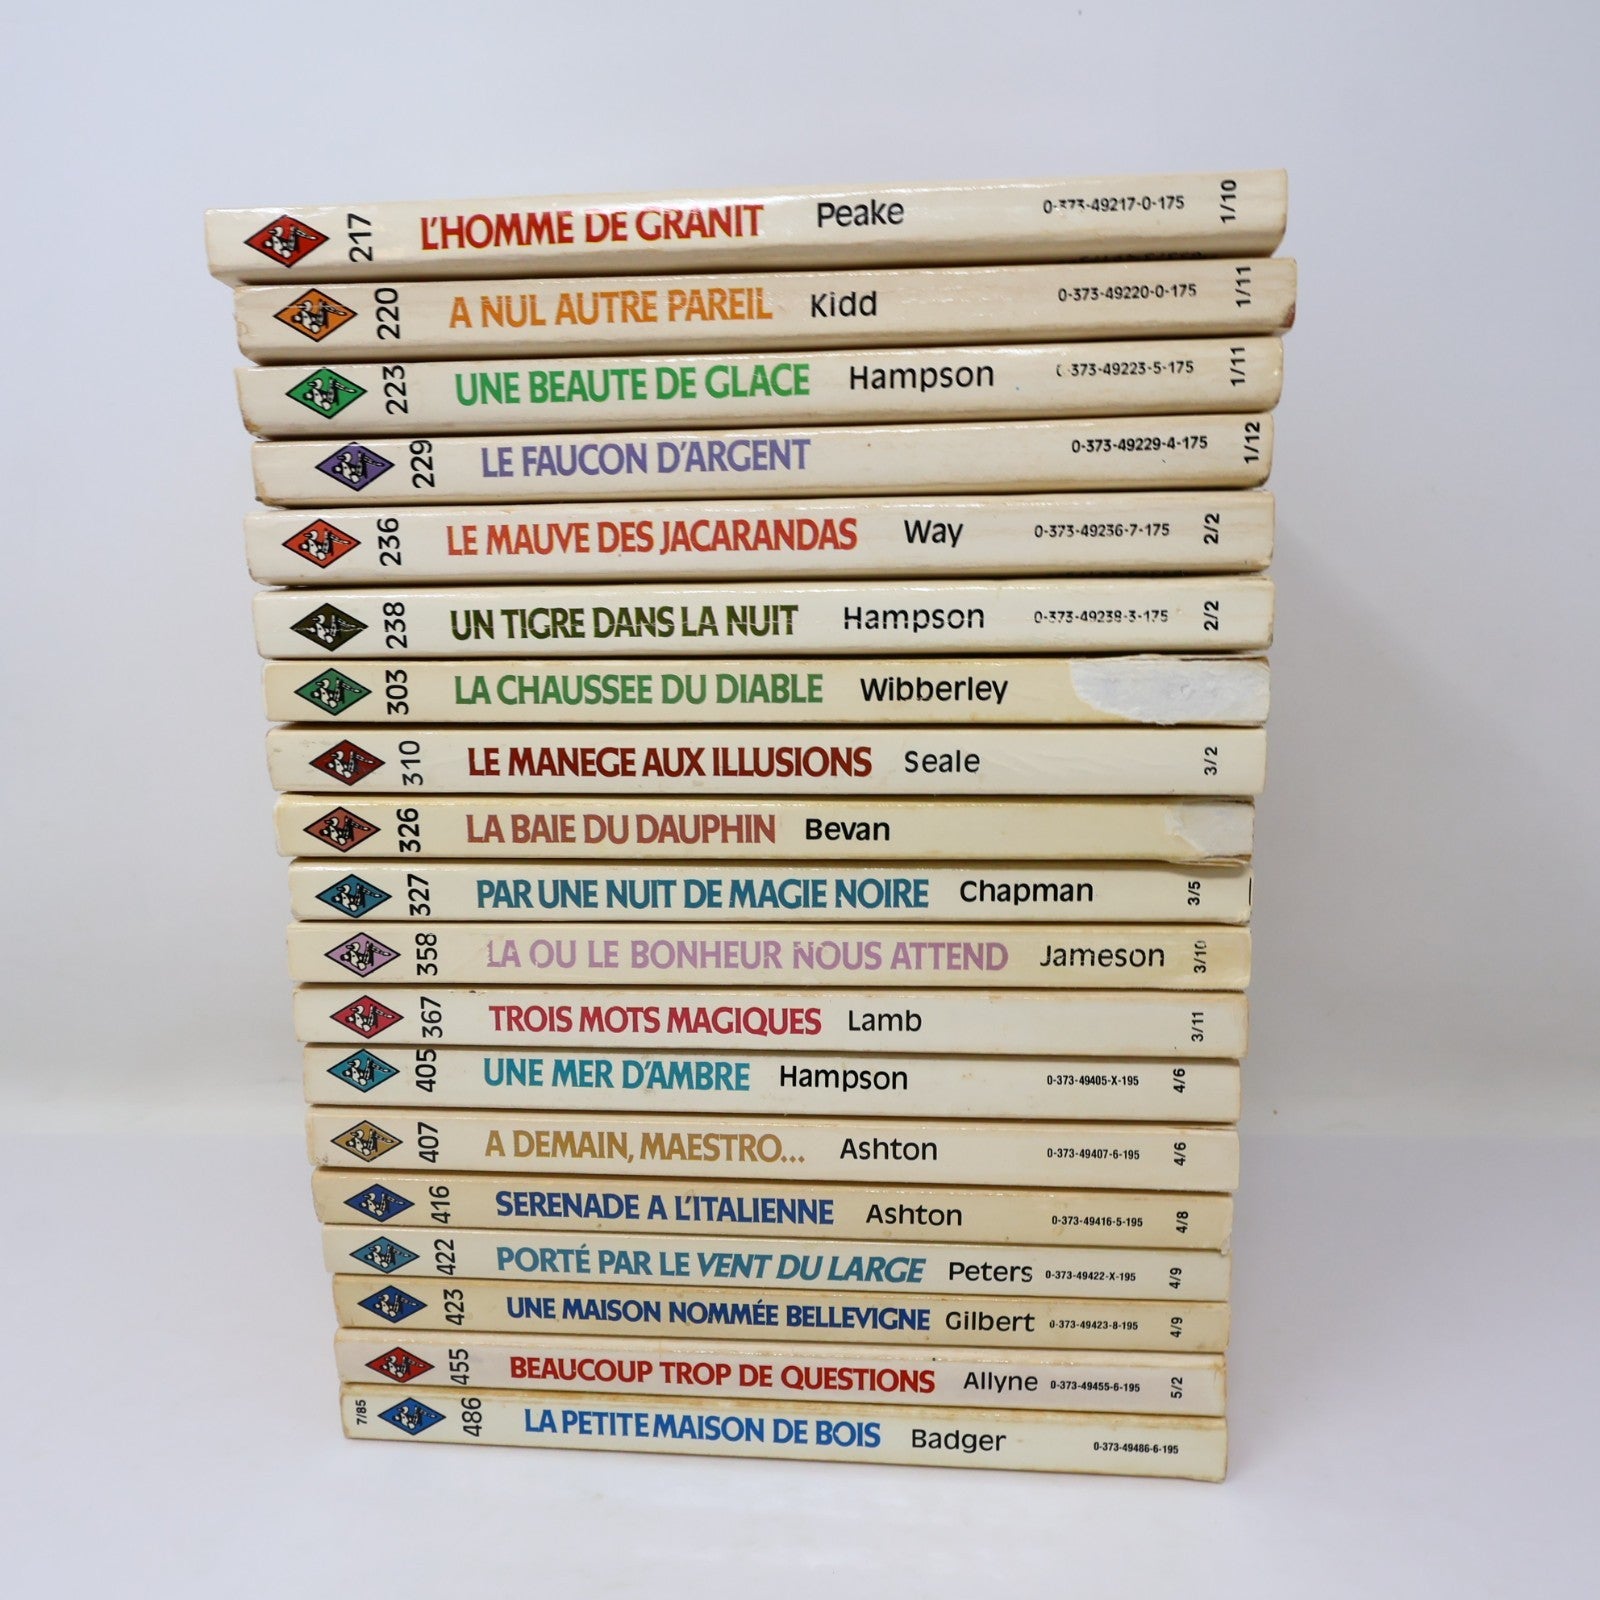 217 L'HOMME DE GRANIT Peake 0-373-49217-0-175 1/10
220 A NUL AUTRE PAREIL Kidd 0-373-49220-0-175 1/11
223 UNE BEAUTE DE GLACE Hampson 0-373-49223-5-175 1/11
229 LE FAUCON D'ARGENT 0-373-49229-4-175 1/12
236 LE MAUVE DES JACARANDAS Way 0-373-49236-7-175 2/2
238 UN TIGRE DANS LA NUIT Hampson 0-373-49238-3-175 2/2
303 LA CHAUSSEE DU DIABLE Wibberley
310 LE MANEGE AUX ILLUSIONS Seale 3/2
326 LA BAIE DU DAUPHIN Bevan
327 PAR UNE NUIT DE MAGIE NOIRE Chapman 3/5
358 LA OU LE BONHEUR NOUS ATTEND Jameson 3/10
367 TROIS MOTS MAGIQUES Lamb 3/11
405 UNE MER D'AMBRE Hampson 0-373-49405-X-195 4/6
407 A DEMAIN, MAESTRO... Ashton 0-373-49407-6-195 4/6
416 SERENADE A L'ITALIENNE Ashton 0-373-49416-5-195 4/8
422 PORTÉ PAR LE VENT DU LARGE Peters 0-373-49422-X-195 4/9
423 UNE MAISON NOMMÉE BELLEVIGNE Gilbert 0-373-49423-8-195 4/9
455 BEAUCOUP TROP DE QUESTIONS Allyne 0-373-49455-6-195 5/2
7/85 486 LA PETITE MAISON DE BOIS Badger 0-373-49486-6-195